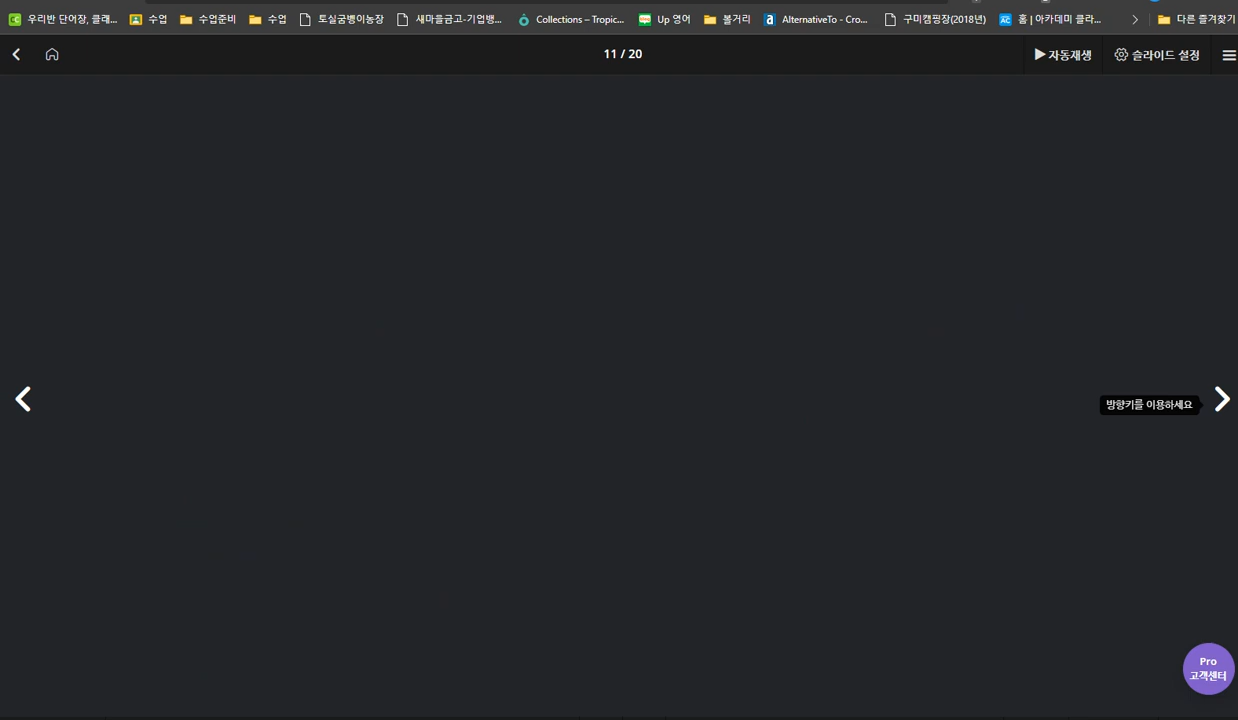 우리반 단어장, 클래...
수업
수업준비
수업
토실굼벵이농장
새마을금고-기업뱅...
Collections – Tropic...
Up 영어
볼거리
AlternativeTo - Cro...
구미캠핑장(2018년)
홈 | 아카데미 클라...
다른 즐겨찾기
11 / 20
자동재생
슬라이드 설정
방향키를 이용하세요
Pro
고객센터